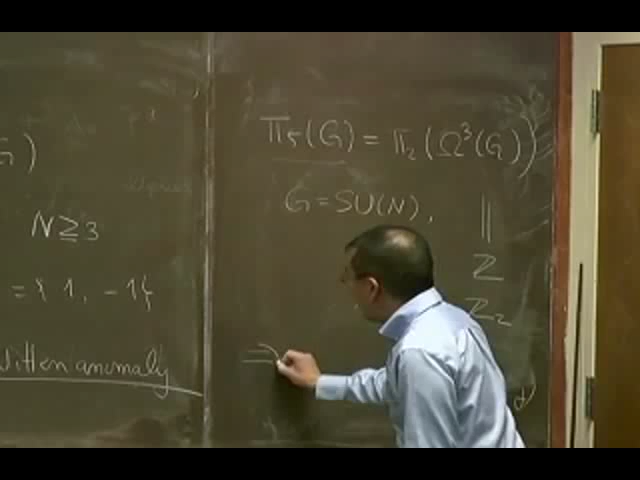 G)
N ≧ 3
= { 1, -1}
Witten anomaly
π₅(G) = π₂(Ω³(G))
G = SU(N),
||
ℤ
ℤ₂